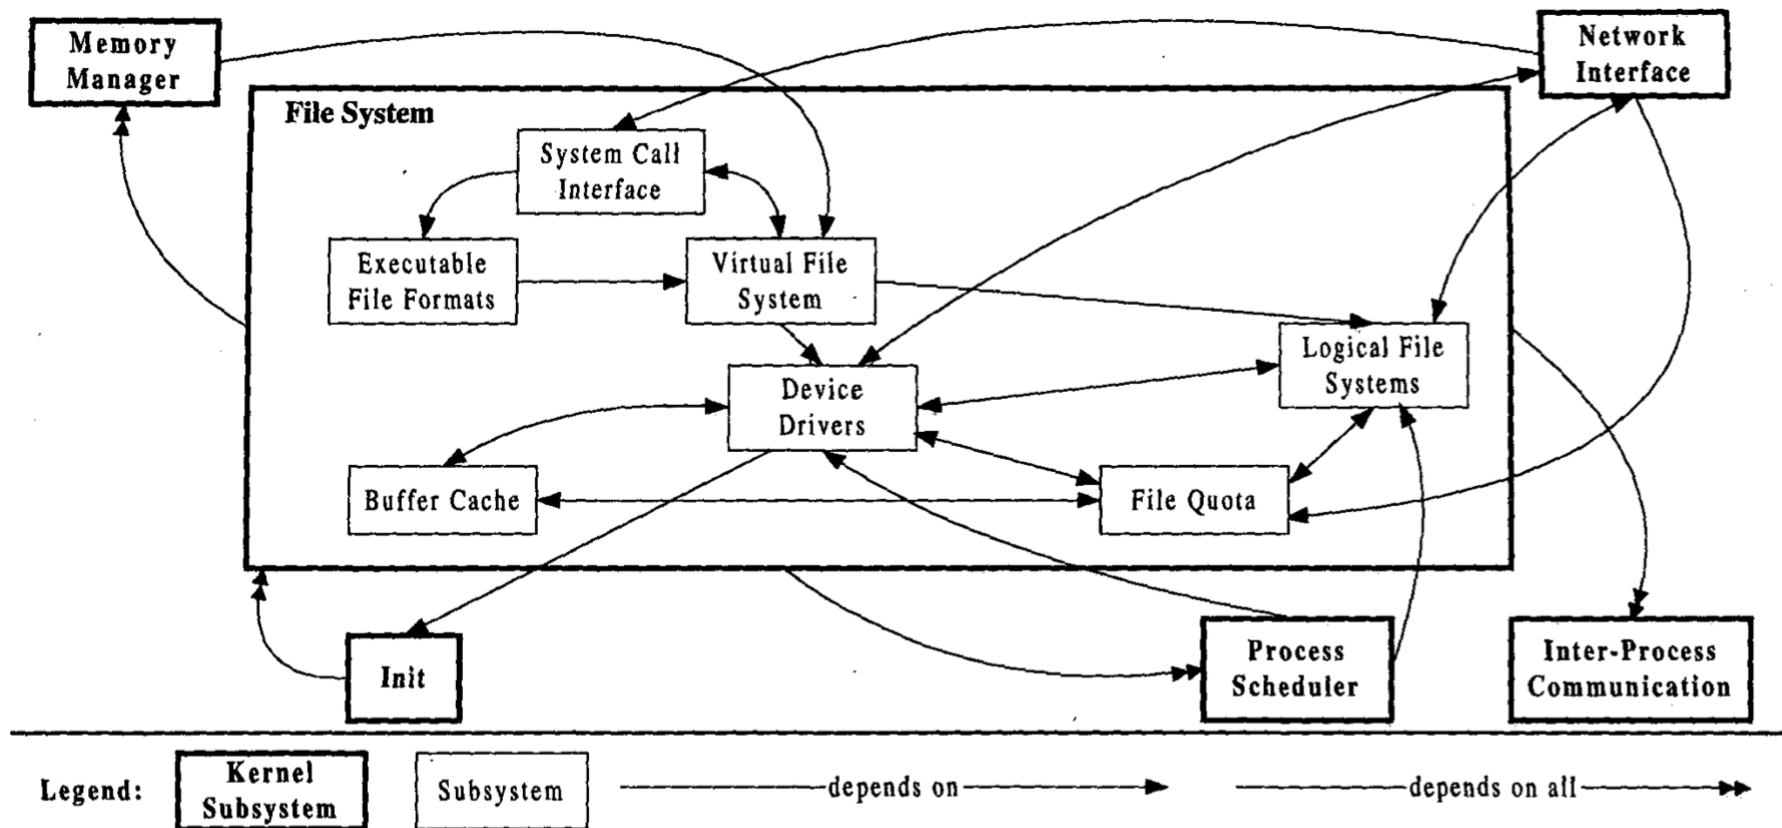 Memory
Manager
Network
Interface
File System
System Call
Interface
Executable
File Formats
Virtual File
System
Logical File
Systems
Device
Drivers
Buffer Cache
File Quota
Init
Process
Scheduler
Inter-Process
Communication
Legend:
Kernel
Subsystem
Subsystem
depends on
depends on all